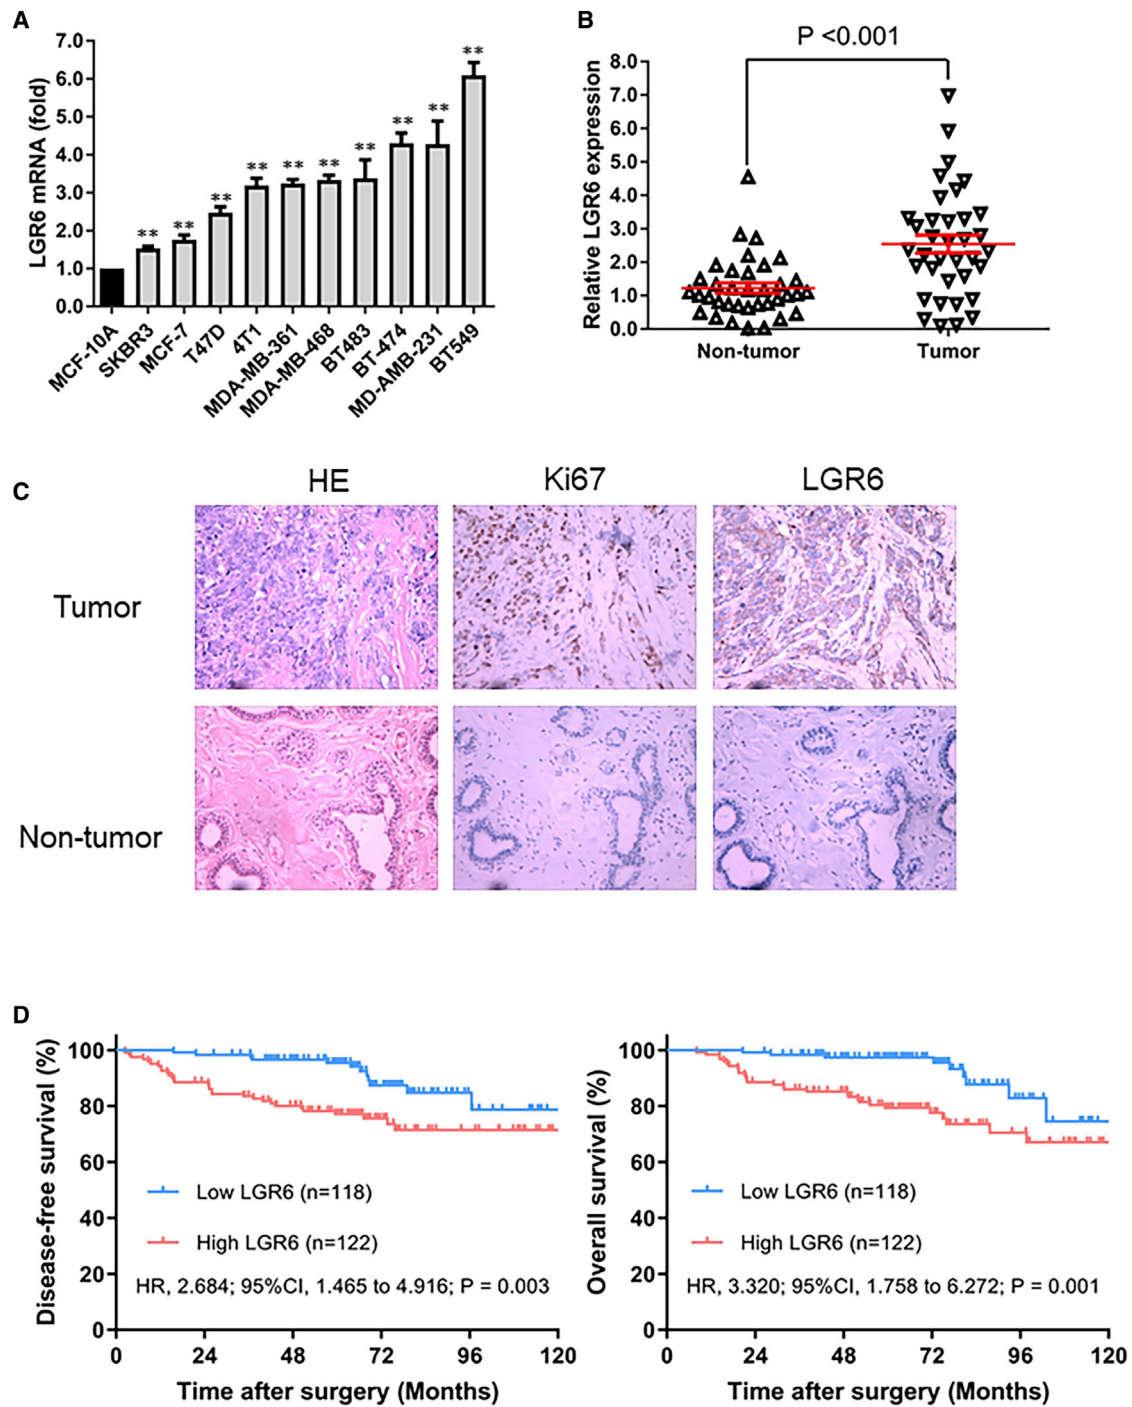 A
LGR6 mRNA (fold)
7.0
6.0
5.0
4.0
3.0
2.0
1.0
0.0
**
**
**
**
**
**
**
**
**
**
MCF-10A
SKBR3
MCF-7
T47D
4T1
MDA-MB-361
MDA-MB-468
BT483
BT-474
MD-AMB-231
BT549
B
P <0.001
Relative LGR6 expression
8.0
7.0
6.0
5.0
4.0
3.0
2.0
1.0
0.0
Non-tumor
Tumor
C
HE
Ki67
LGR6
Tumor
Non-tumor
D
Disease-free survival (%)
100
80
60
40
20
0
Low LGR6 (n=118)
High LGR6 (n=122)
HR, 2.684; 95%CI, 1.465 to 4.916; P = 0.003
0
24
48
72
96
120
Time after surgery (Months)
Overall survival (%)
100
80
60
40
20
0
Low LGR6 (n=118)
High LGR6 (n=122)
HR, 3.320; 95%CI, 1.758 to 6.272; P = 0.001
0
24
48
72
96
120
Time after surgery (Months)